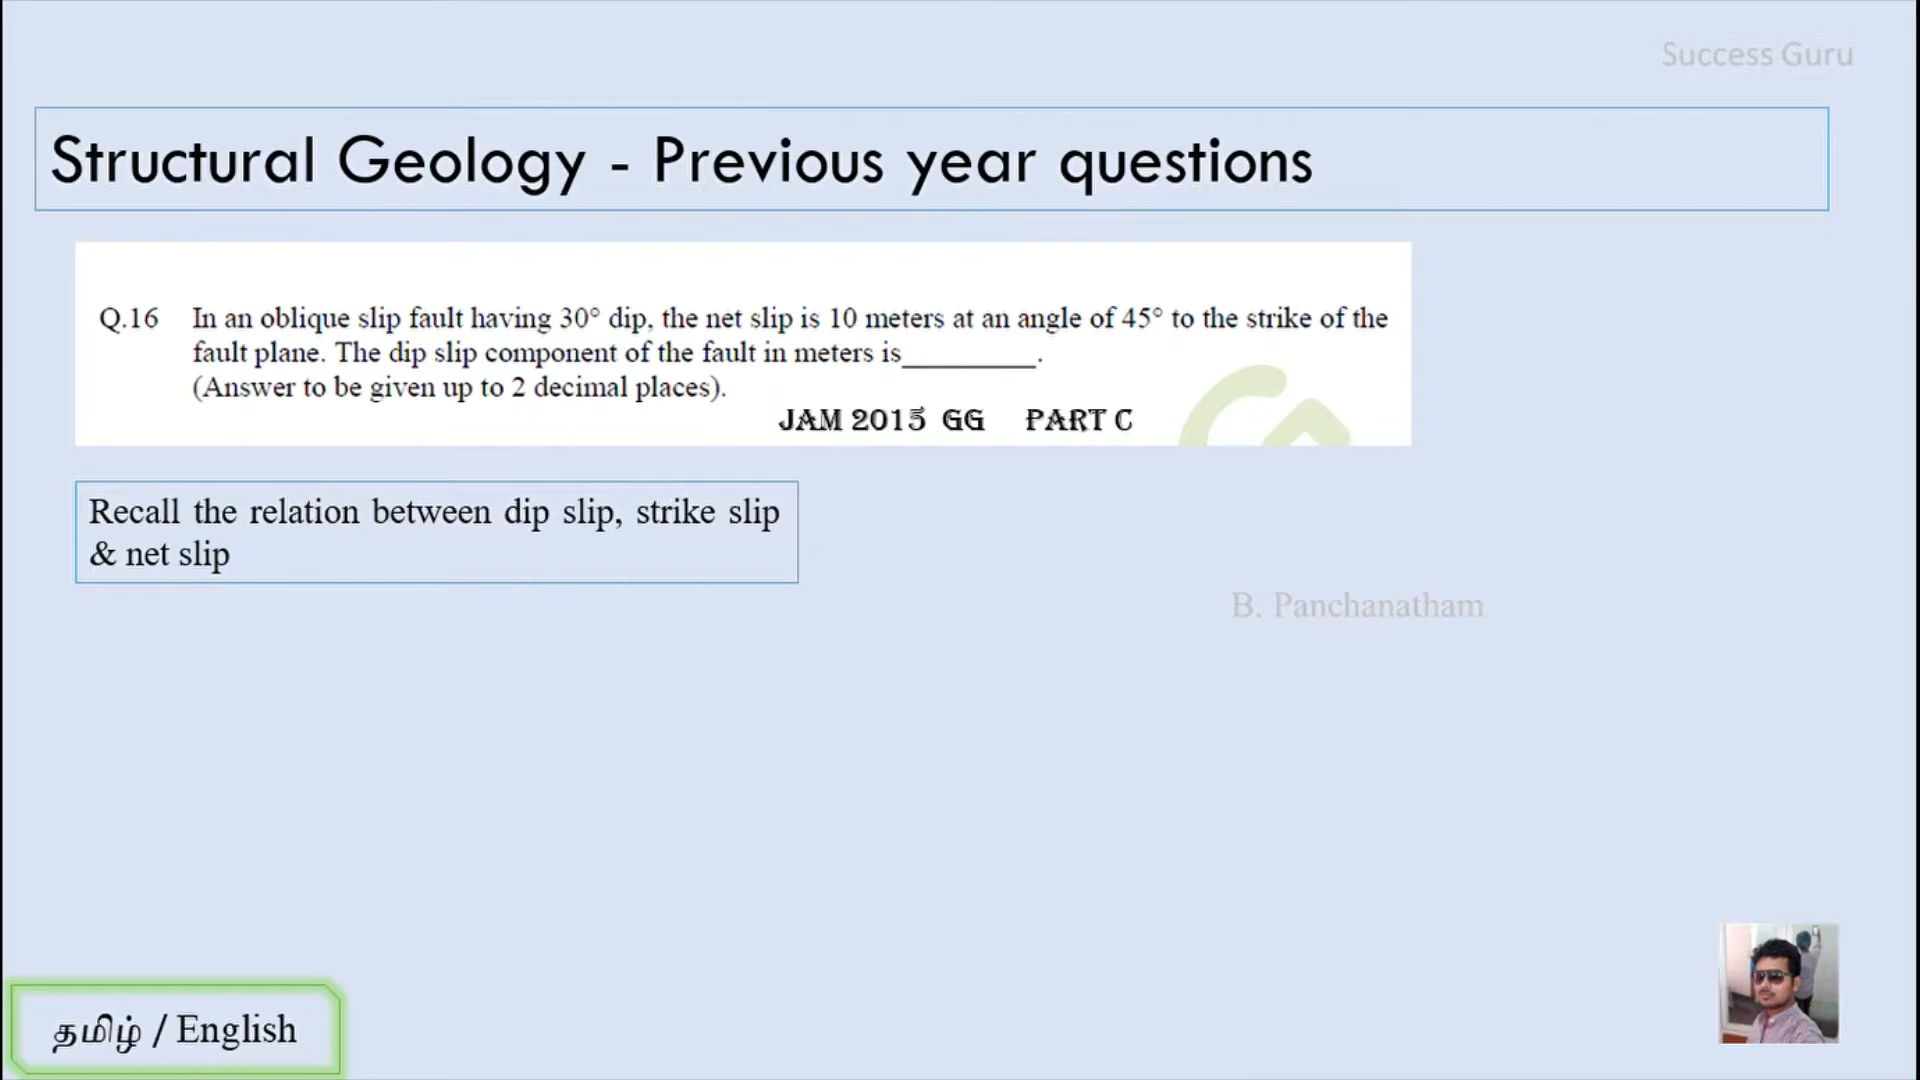 Success Guru
Structural Geology - Previous year questions
Q.16 In an oblique slip fault having 30° dip, the net slip is 10 meters at an angle of 45° to the strike of the
fault plane. The dip slip component of the fault in meters is__________.
(Answer to be given up to 2 decimal places).
JAM 2015 GG PART C
Recall the relation between dip slip, strike slip
& net slip
B. Panchanatham
தமிழ் / English